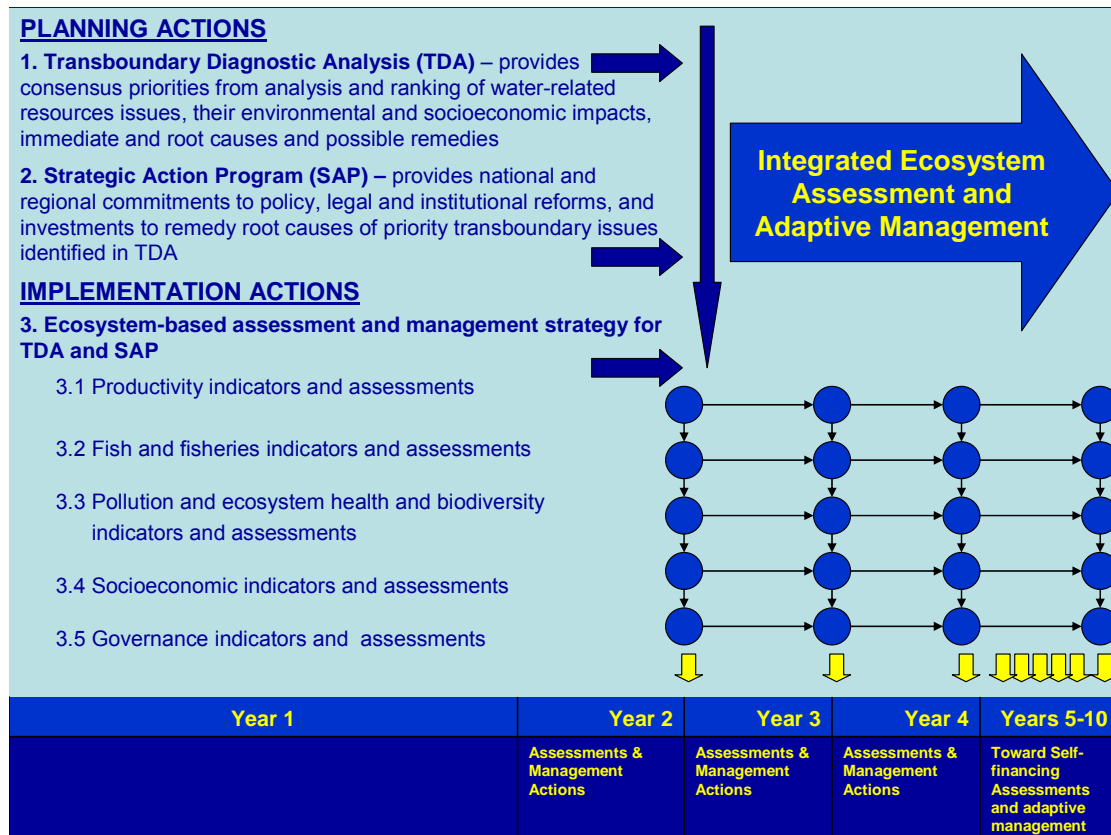 PLANNING ACTIONS
1. Transboundary Diagnostic Analysis (TDA) – provides
consensus priorities from analysis and ranking of water-related
resources issues, their environmental and socioeconomic impacts,
immediate and root causes and possible remedies
2. Strategic Action Program (SAP) – provides national and
regional commitments to policy, legal and institutional reforms, and
investments to remedy root causes of priority transboundary issues
identified in TDA
IMPLEMENTATION ACTIONS
3. Ecosystem-based assessment and management strategy for
TDA and SAP
3.1 Productivity indicators and assessments
3.2 Fish and fisheries indicators and assessments
3.3 Pollution and ecosystem health and biodiversity
indicators and assessments
3.4 Socioeconomic indicators and assessments
3.5 Governance indicators and assessments
Integrated Ecosystem
Assessment and
Adaptive Management
Year 1
Year 2
Year 3
Year 4
Years 5-10
Assessments &
Management
Actions
Assessments &
Management
Actions
Assessments &
Management
Actions
Toward Self-
financing
Assessments
and adaptive
management